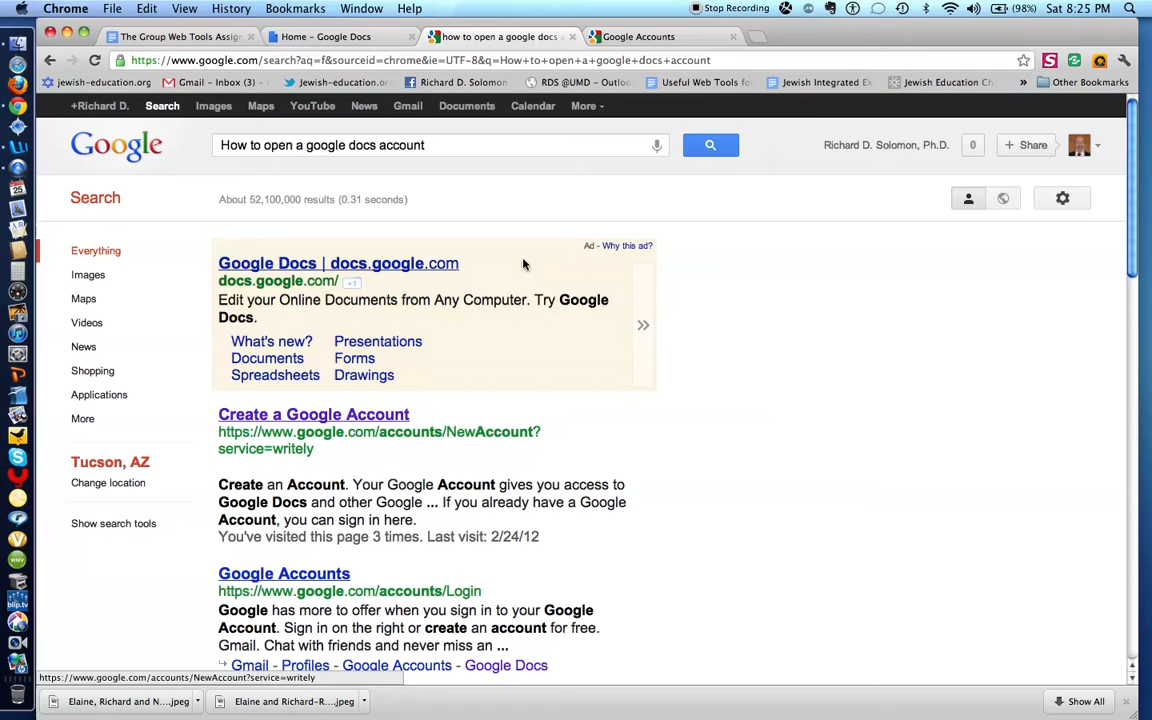 Chrome File Edit View History Bookmarks Window Help Stop Recording (98%) Sat 8:25 PM
The Group Web Tools Assign Home – Google Docs how to open a google docs a Google Accounts
https://www.google.com/search?aq=f&sourceid=chrome&ie=UTF-8&q=How+to+open+a+google+docs+account
jewish-education.org Gmail – Inbox (3) Jewish-education.org Richard D. Solomon RDS @UMD – Outloo Useful Web Tools fo Jewish Integrated Ex Jewish Education Ch » Other Bookmarks
+Richard D. Search Images Maps YouTube News Gmail Documents Calendar More
Google How to open a google docs account Richard D. Solomon, Ph.D. 0 + Share
Search About 52,100,000 results (0.31 seconds)
Everything
Images
Maps
Videos
News
Shopping
Applications
More
Tucson, AZ
Change location
Show search tools
Ad - Why this ad?
Google Docs | docs.google.com
docs.google.com/ +1
Edit your Online Documents from Any Computer. Try Google
Docs.
What's new? Presentations
Documents Forms
Spreadsheets Drawings
»
Create a Google Account
https://www.google.com/accounts/NewAccount?
service=writely
Create an Account. Your Google Account gives you access to
Google Docs and other Google ... If you already have a Google
Account, you can sign in here.
You've visited this page 3 times. Last visit: 2/24/12
Google Accounts
https://www.google.com/accounts/Login
Google has more to offer when you sign in to your Google
Account. Sign in on the right or create an account for free.
Gmail. Chat with friends and never miss an ...
Gmail - Profiles - Google Accounts - Google Docs
https://www.google.com/accounts/NewAccount?service=writely
Elaine, Richard and N....jpeg Elaine and Richard-R....jpeg Show All